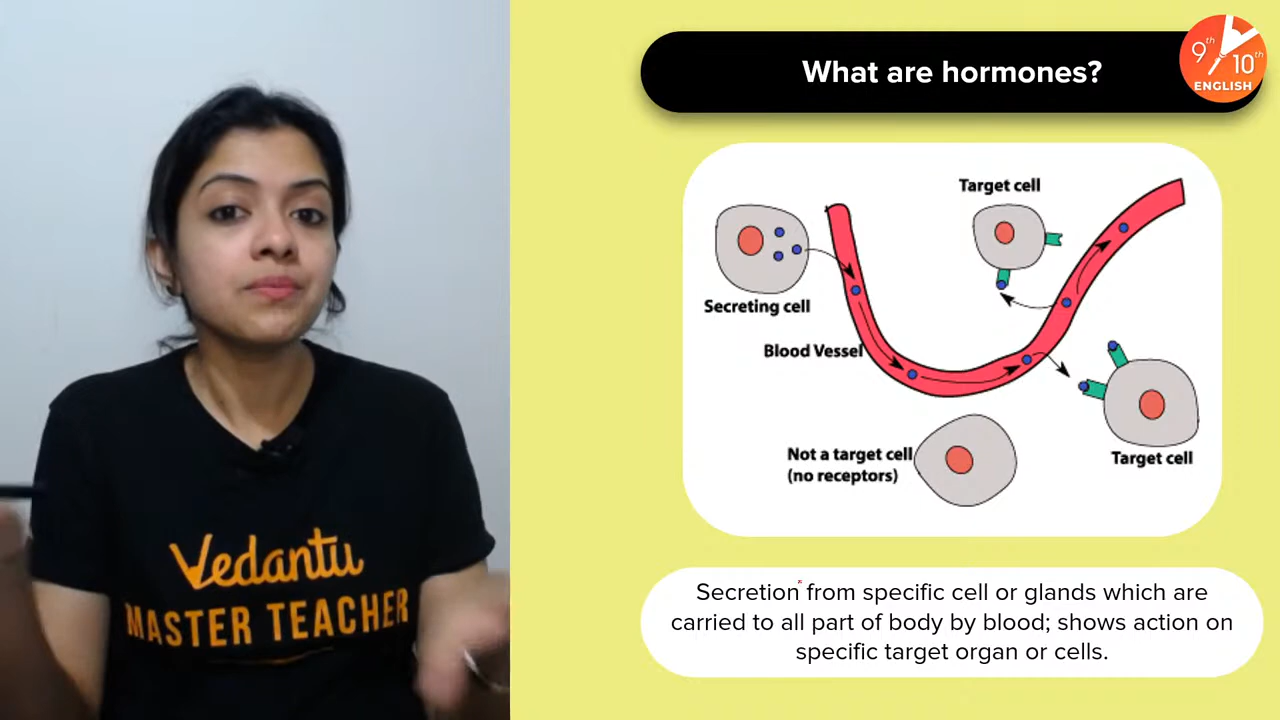 What are hormones?
9th
10th
ENGLISH
Target cell
Secreting cell
Blood Vessel
Not a target cell
(no receptors)
Target cell
Vedantu
MASTER TEACHER
Secretion from specific cell or glands which are
carried to all part of body by blood; shows action on
specific target organ or cells.